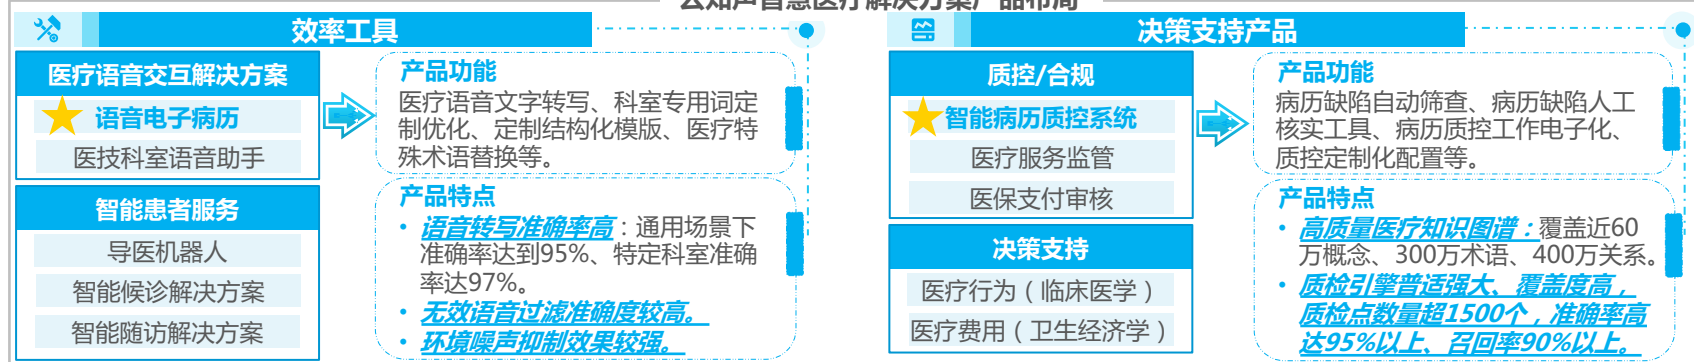 云知声智慧医疗解决方案产品布局
效率工具
医疗语音交互解决方案
语音电子病历
医技科室语音助手
智能患者服务
导医机器人
智能候诊解决方案
智能随访解决方案
产品功能
医疗语音文字转写、科室专用词定
制优化、定制结构化模版、医疗特
殊术语替换等。
产品特点
• 语音转写准确率高：通用场景下
准确率达到95%、特定科室准确
率达97%。
• 无效语音过滤准确度较高。
• 环境噪声抑制效果较强。
决策支持产品
质控/合规
智能病历质控系统
医疗服务监管
医保支付审核
决策支持
医疗行为（临床医学）
医疗费用（卫生经济学）
产品功能
病历缺陷自动筛查、病历缺陷人工
核实工具、病历质控工作电子化、
质控定制化配置等。
产品特点
• 高质量医疗知识图谱：覆盖近60
万概念、300万术语、400万关系。
• 质检引擎普适强大、覆盖度高，
质检点数量超1500个，准确率高
达95%以上、召回率90%以上。